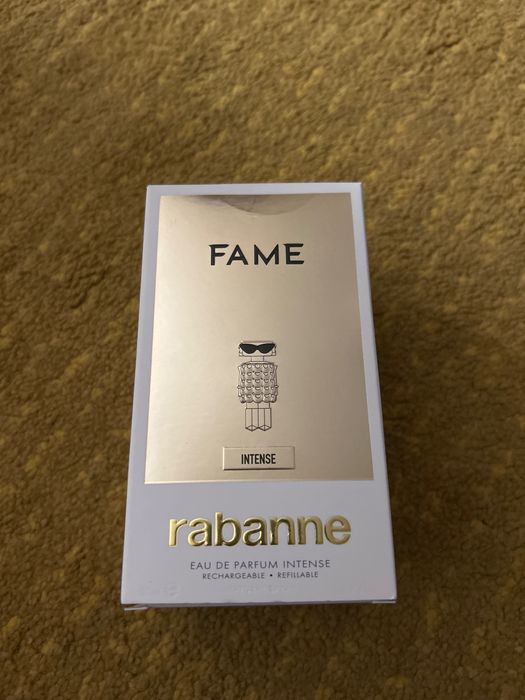 FAME
INTENSE
rabanne
EAU DE PARFUM INTENSE
RECHARGEABLE • REFILLABLE